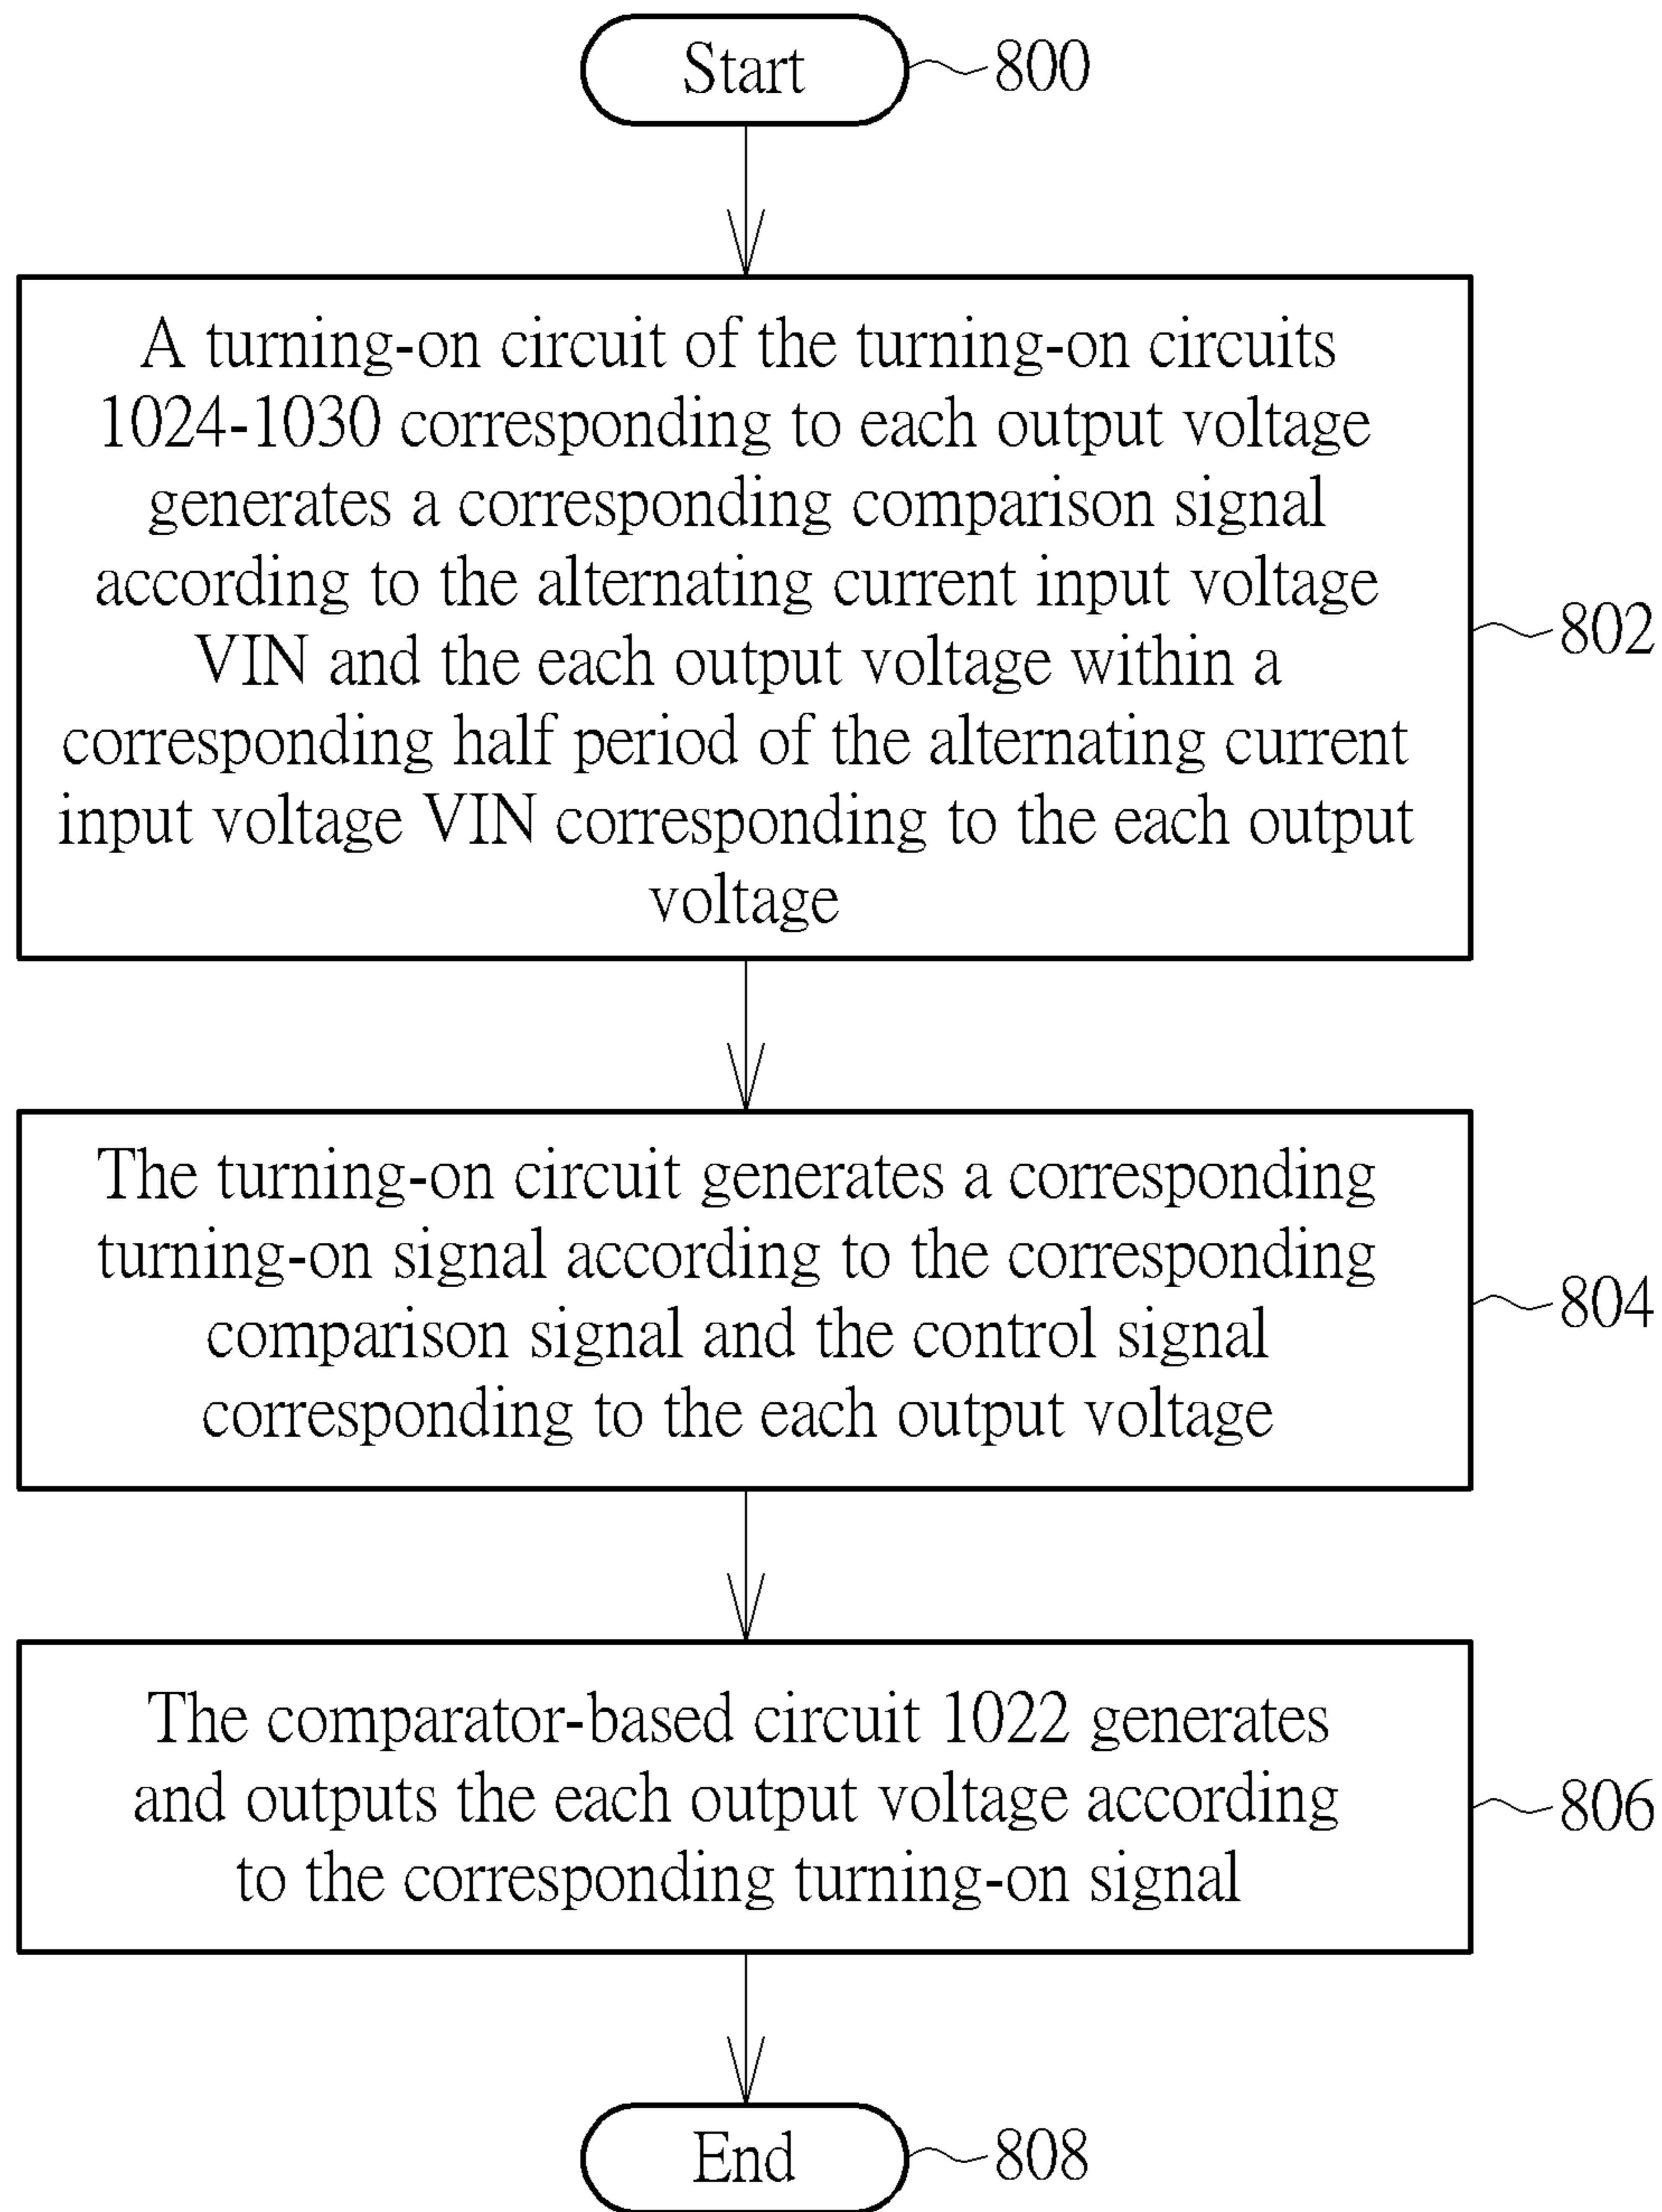 Start
800
A turning-on circuit of the turning-on circuits
1024-1030 corresponding to each output voltage
generates a corresponding comparison signal
according to the alternating current input voltage
VIN and the each output voltage within a
corresponding half period of the alternating current
input voltage VIN corresponding to the each output
voltage
802
The turning-on circuit generates a corresponding
turning-on signal according to the corresponding
comparison signal and the control signal
corresponding to the each output voltage
804
The comparator-based circuit 1022 generates
and outputs the each output voltage according
to the corresponding turning-on signal
806
End
808